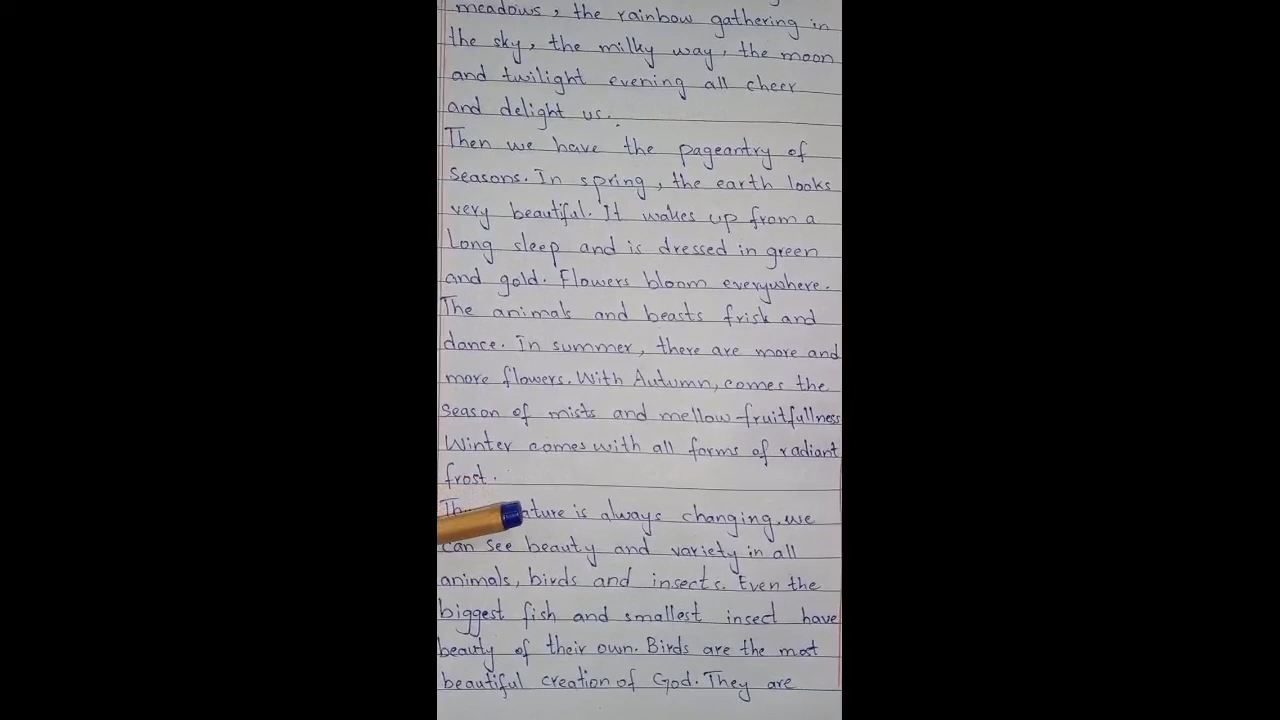 meadows, the rainbow gathering in
the sky, the milky way, the moon
and twilight evening all cheer
and delight us.
Then we have the pageantry of
seasons. In spring, the earth looks
very beautiful. It wakes up from a
long sleep and is dressed in green
and gold. Flowers bloom everywhere.
The animals and beasts frisk and
dance. In summer, there are more and
more flowers. With Autumn, comes the
season of mists and mellow fruitfullness
Winter comes with all forms of radiant
frost.
is always changing. we
can see beauty and variety in all
animals, birds and insects. Even the
biggest fish and smallest insect have
beauty of their own. Birds are the most
beautiful creation of God. They are